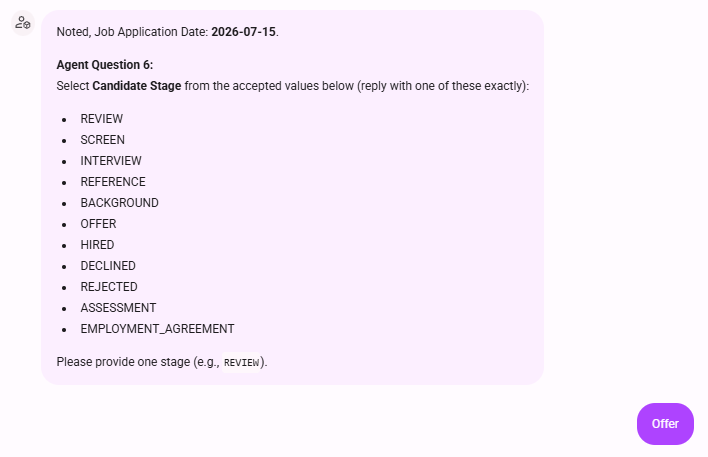 Noted, Job Application Date: 2026-07-15.
Agent Question 6:
Select Candidate Stage from the accepted values below (reply with one of these exactly):
REVIEW
SCREEN
INTERVIEW
REFERENCE
BACKGROUND
OFFER
HIRED
DECLINED
REJECTED
ASSESSMENT
EMPLOYMENT_AGREEMENT
Please provide one stage (e.g., REVIEW).
Offer